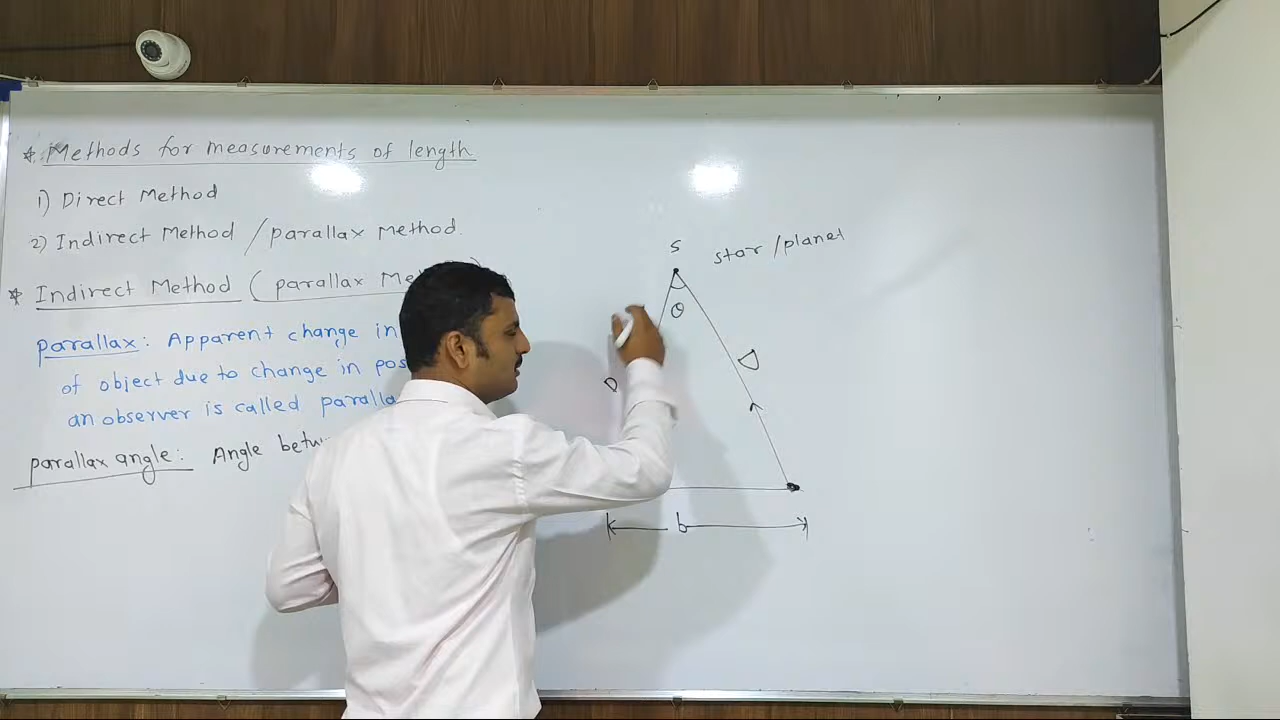 * Methods for measurements of length
1) Direct Method
2) Indirect Method / parallax Method.
* Indirect Method ( parallax Me
parallax : Apparent change in
of object due to change in pos
an observer is called paralla
parallax angle : Angle betw
S
star/planet
θ
D
D
b